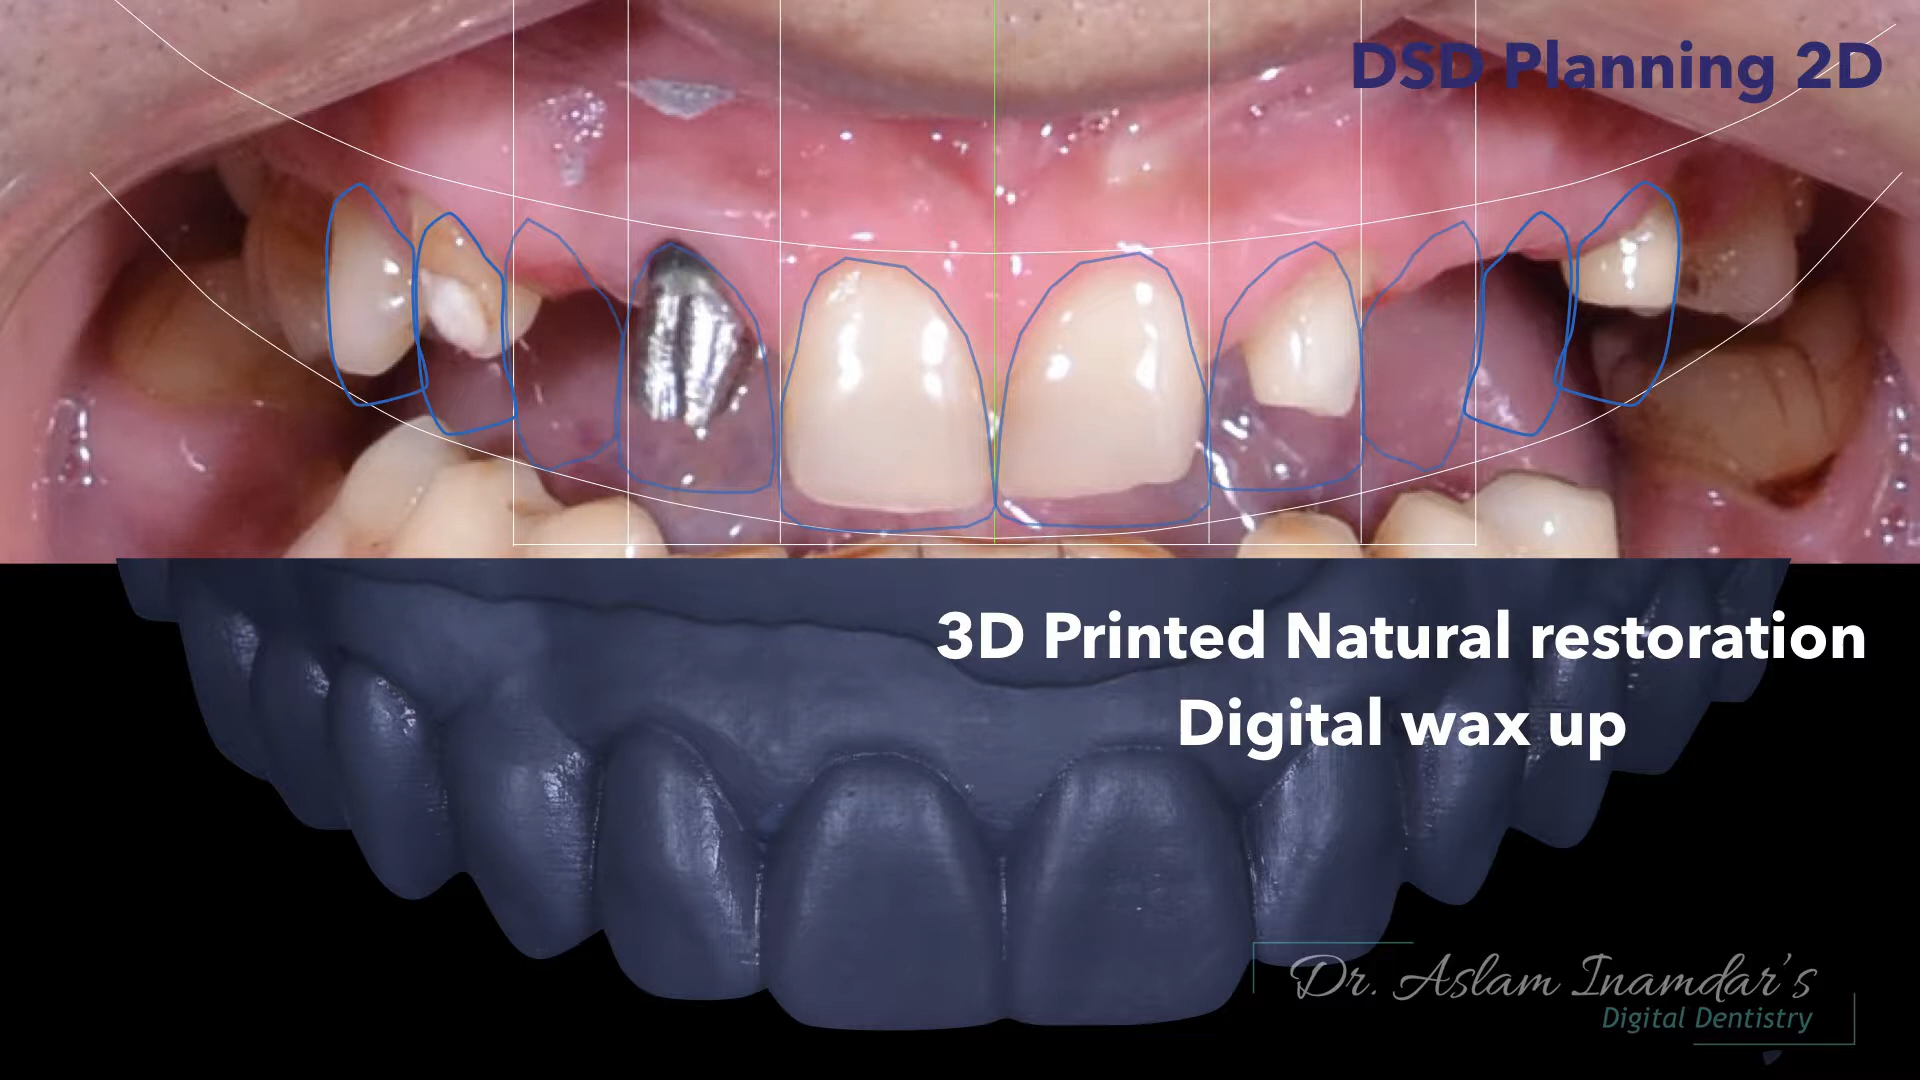 DSD Planning 2D
3D Printed Natural restoration
Digital wax up
Dr. Aslam Inamdar's
Digital Dentistry